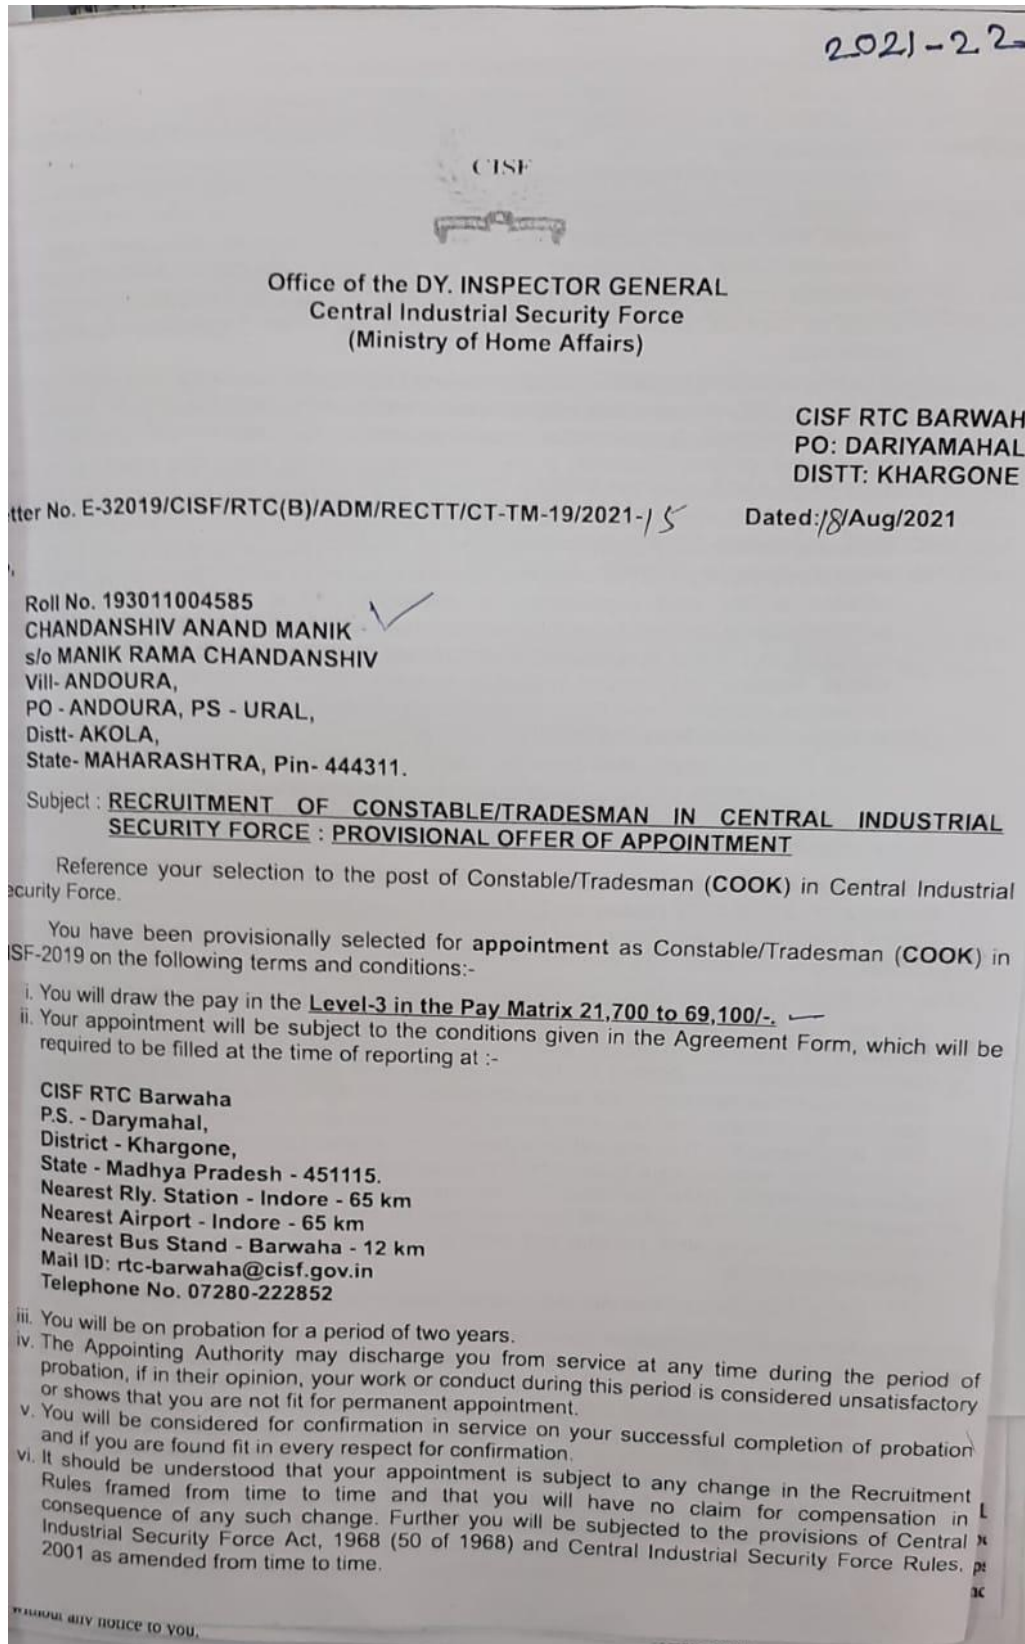 2021-22
CISF
Office of the DY. INSPECTOR GENERAL
Central Industrial Security Force
(Ministry of Home Affairs)
CISF RTC BARWAH
PO: DARIYAMAHAL
DISTT: KHARGONE
tter No. E-32019/CISF/RTC(B)/ADM/RECTT/CT-TM-19/2021-15 Dated:18/Aug/2021
Roll No. 193011004585
CHANDANSHIV ANAND MANIK
s/o MANIK RAMA CHANDANSHIV
Vill- ANDOURA,
PO - ANDOURA, PS - URAL,
Distt- AKOLA,
State- MAHARASHTRA, Pin- 444311.
Subject : RECRUITMENT OF CONSTABLE/TRADESMAN IN CENTRAL INDUSTRIAL
SECURITY FORCE : PROVISIONAL OFFER OF APPOINTMENT
Reference your selection to the post of Constable/Tradesman (COOK) in Central Industrial
ecurity Force.
You have been provisionally selected for appointment as Constable/Tradesman (COOK) in
ISF-2019 on the following terms and conditions:-
i. You will draw the pay in the Level-3 in the Pay Matrix 21,700 to 69,100/-.
ii. Your appointment will be subject to the conditions given in the Agreement Form, which will be
required to be filled at the time of reporting at :-
CISF RTC Barwaha
P.S. - Darymahal,
District - Khargone,
State - Madhya Pradesh - 451115.
Nearest Rly. Station - Indore - 65 km
Nearest Airport - Indore - 65 km
Nearest Bus Stand - Barwaha - 12 km
Mail ID: rtc-barwaha@cisf.gov.in
Telephone No. 07280-222852
iii. You will be on probation for a period of two years.
iv. The Appointing Authority may discharge you from service at any time during the period of
probation, if in their opinion, your work or conduct during this period is considered unsatisfactory
or shows that you are not fit for permanent appointment.
v. You will be considered for confirmation in service on your successful completion of probation
and if you are found fit in every respect for confirmation.
vi. It should be understood that your appointment is subject to any change in the Recruitment
Rules framed from time to time and that you will have no claim for compensation in
consequence of any such change. Further you will be subjected to the provisions of Central
Industrial Security Force Act, 1968 (50 of 1968) and Central Industrial Security Force Rules,
2001 as amended from time to time.
without any notice to you.